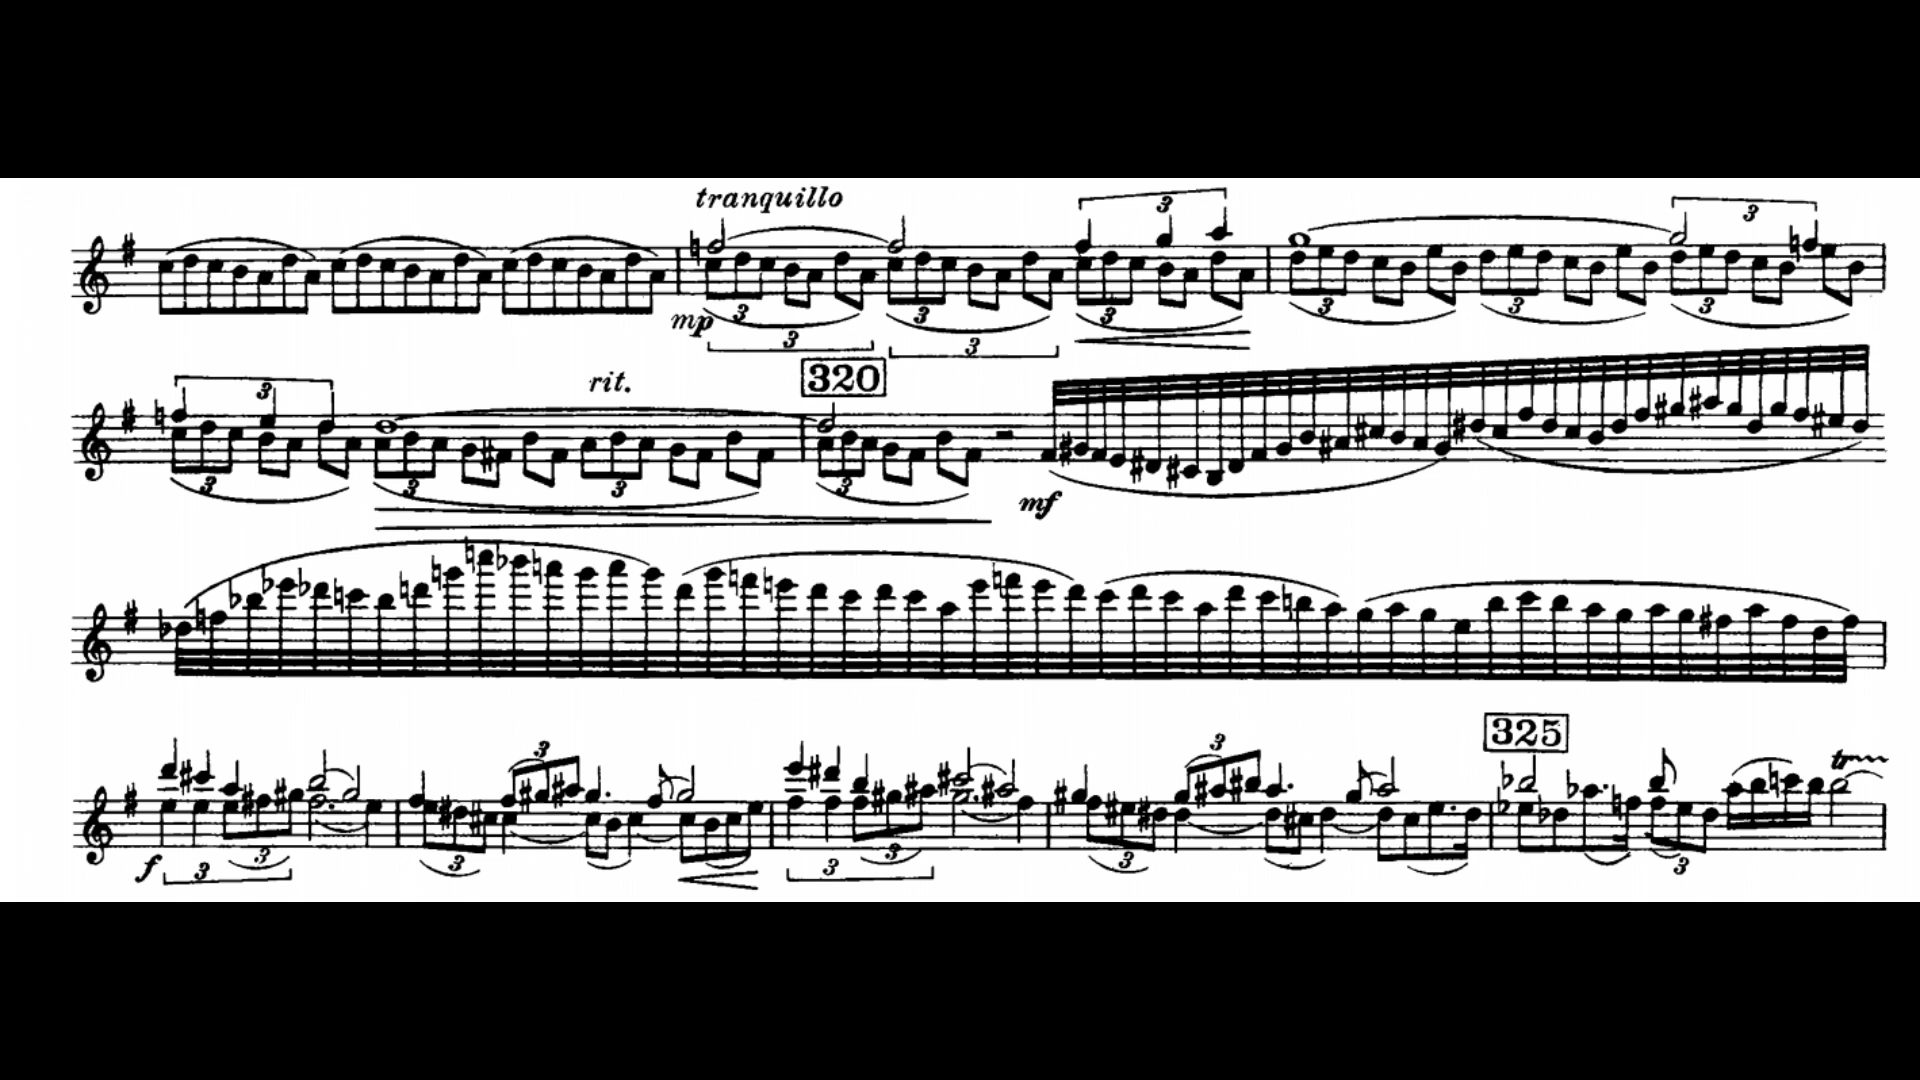 tranquillo
3
3
mp 3 3 3 3 3 3
3 3
3 rit. 320
3 3 3 3
mf
325
3 3 tr
f 3 3 3 3 3 3 3